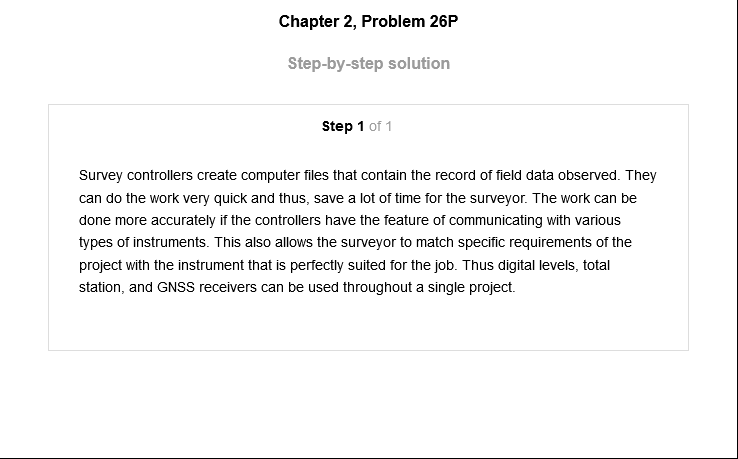 Chapter 2, Problem 26P
Step-by-step solution
Step 1 of 1
Survey controllers create computer files that contain the record of field data observed. They
can do the work very quick and thus, save a lot of time for the surveyor. The work can be
done more accurately if the controllers have the feature of communicating with various
types of instruments. This also allows the surveyor to match specific requirements of the
project with the instrument that is perfectly suited for the job. Thus digital levels, total
station, and GNSS receivers can be used throughout a single project.